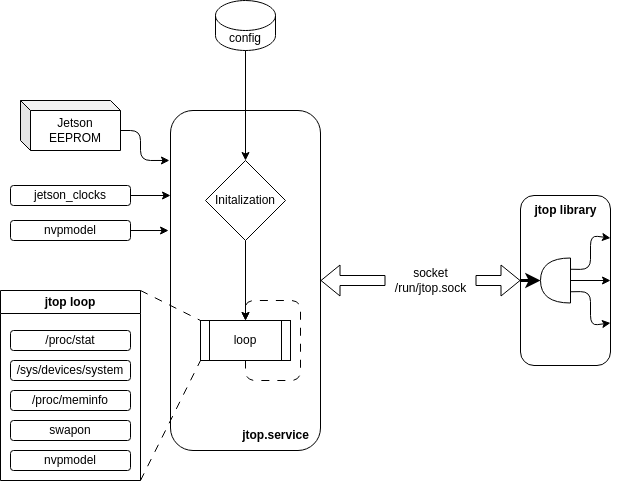 config
Jetson
EEPROM
jetson_clocks
nvpmodel
Initalization
jtop library
socket
/run/jtop.sock
jtop loop
/proc/stat
/sys/devices/system
/proc/meminfo
swapon
nvpmodel
loop
jtop.service